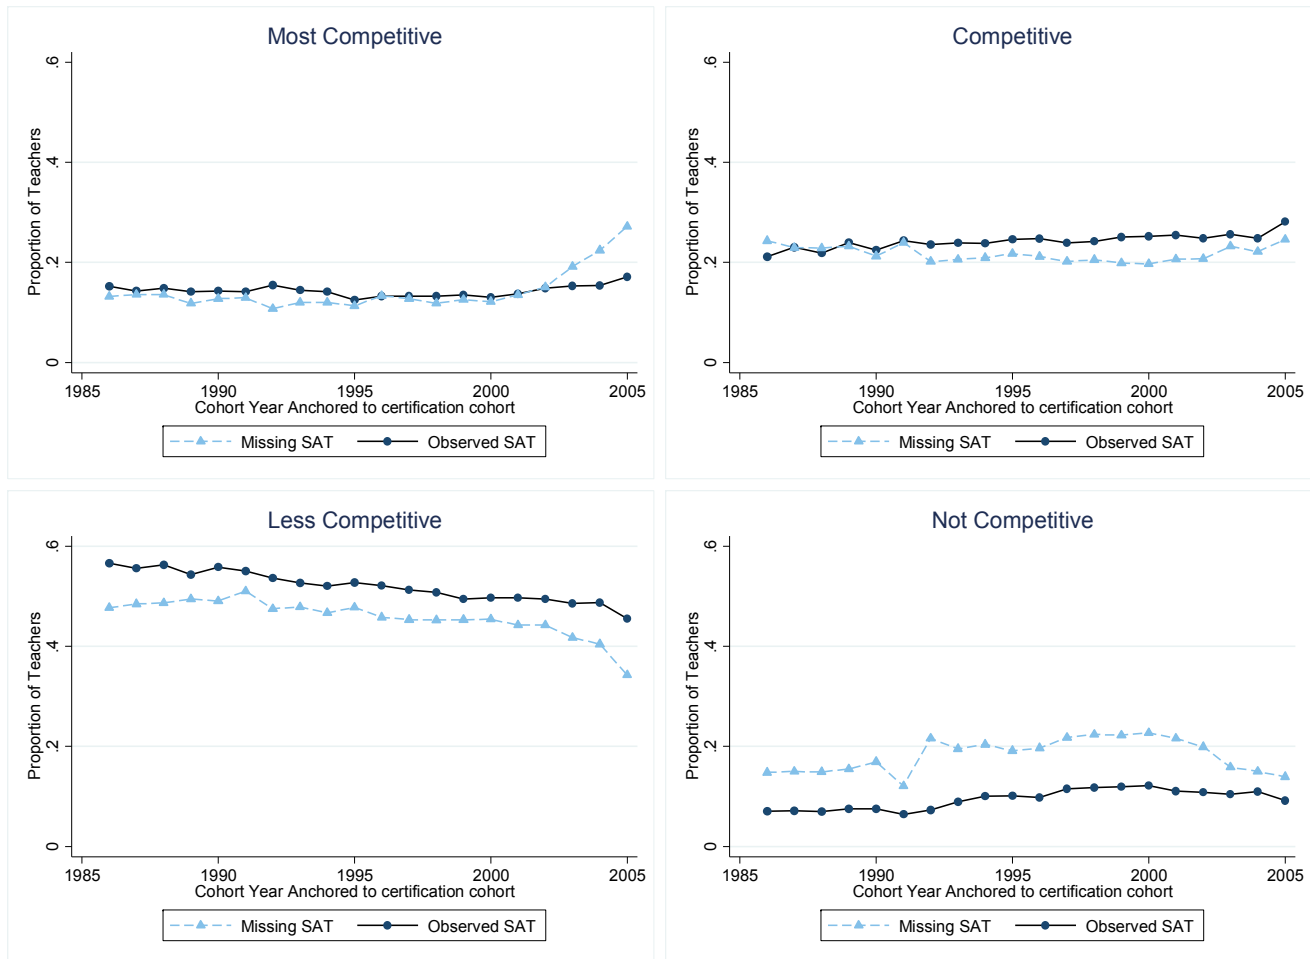 Most Competitive
Proportion of Teachers
.6
.4
.2
0
1985 1990 1995 2000 2005
Cohort Year Anchored to certification cohort
Missing SAT Observed SAT
Competitive
Proportion of Teachers
.6
.4
.2
0
1985 1990 1995 2000 2005
Cohort Year Anchored to certification cohort
Missing SAT Observed SAT
Less Competitive
Proportion of Teachers
.6
.4
.2
0
1985 1990 1995 2000 2005
Cohort Year Anchored to certification cohort
Missing SAT Observed SAT
Not Competitive
Proportion of Teachers
.6
.4
.2
0
1985 1990 1995 2000 2005
Cohort Year Anchored to certification cohort
Missing SAT Observed SAT